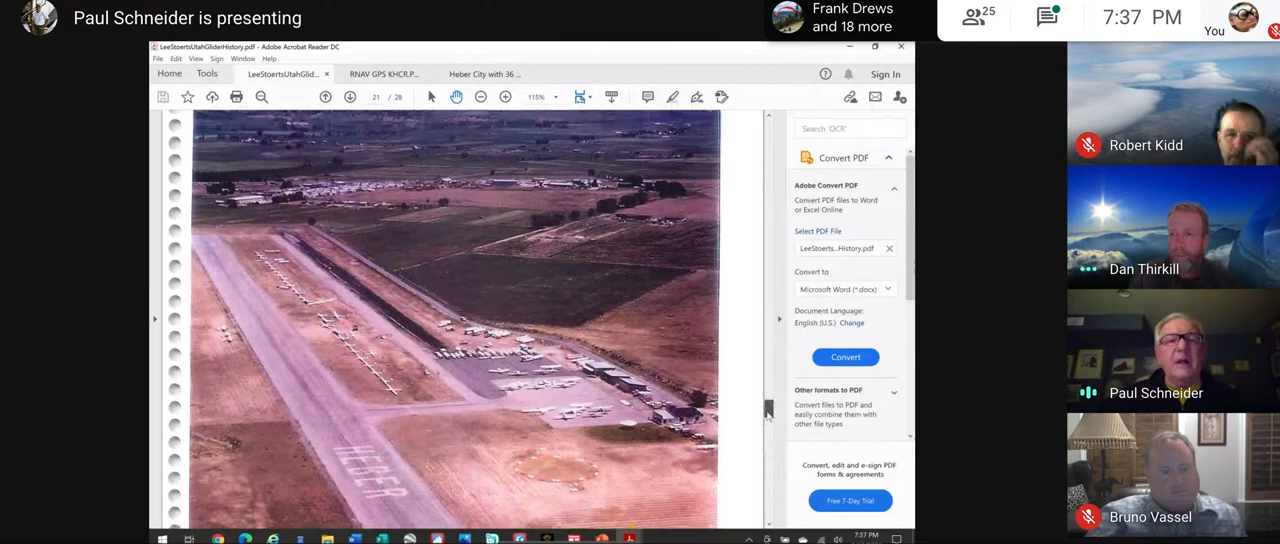 Paul Schneider is presenting
Frank Drews
and 18 more
25
7:37 PM
You
LeeStoertsUtahGliderHistory.pdf - Adobe Acrobat Reader DC
File Edit View Sign Window Help
Home Tools LeeStoertsUtahGlid... × RNAV GPS KHCR.P... Heber City with 36 ... Sign In
21 / 28 115%
Search 'OCR'
Convert PDF
Adobe Convert PDF
Convert PDF files to Word
or Excel Online
Select PDF File
LeeStoerts...History.pdf
Convert to
Microsoft Word (*.docx)
Document Language:
English (U.S.) Change
Convert
Other formats to PDF
Convert files to PDF and
easily combine them with
other file types
Convert, edit and e-sign PDF
forms & agreements
Free 7-Day Trial
HEBER
7:37 PM
Robert Kidd
Dan Thirkill
Paul Schneider
Bruno Vassel